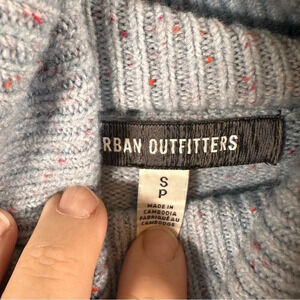 RBAN OUTFITTERS
S
P
MADE IN
CAMBODIA
FABRIQUÉ AU
CAMBODGE